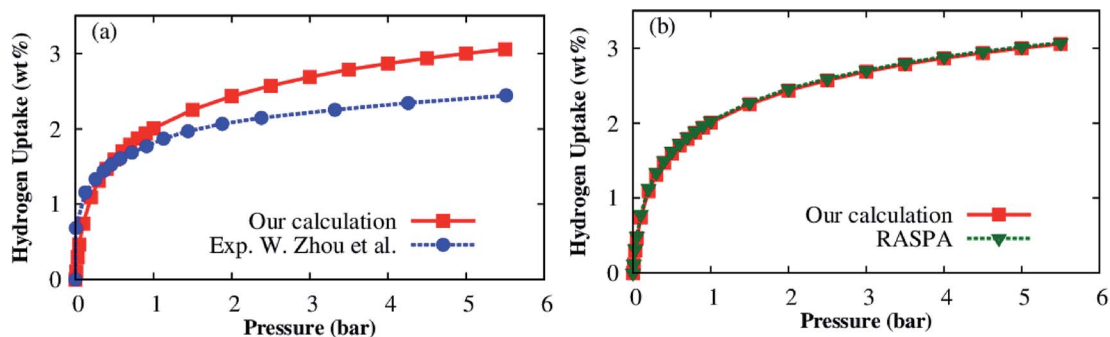 (a)
Hydrogen Uptake (wt%)
3
2
1
0
Our calculation
Exp. W. Zhou et al.
0 1 2 3 4 5 6
Pressure (bar)
(b)
Hydrogen Uptake (wt%)
3
2
1
0
Our calculation
RASPA
0 1 2 3 4 5 6
Pressure (bar)